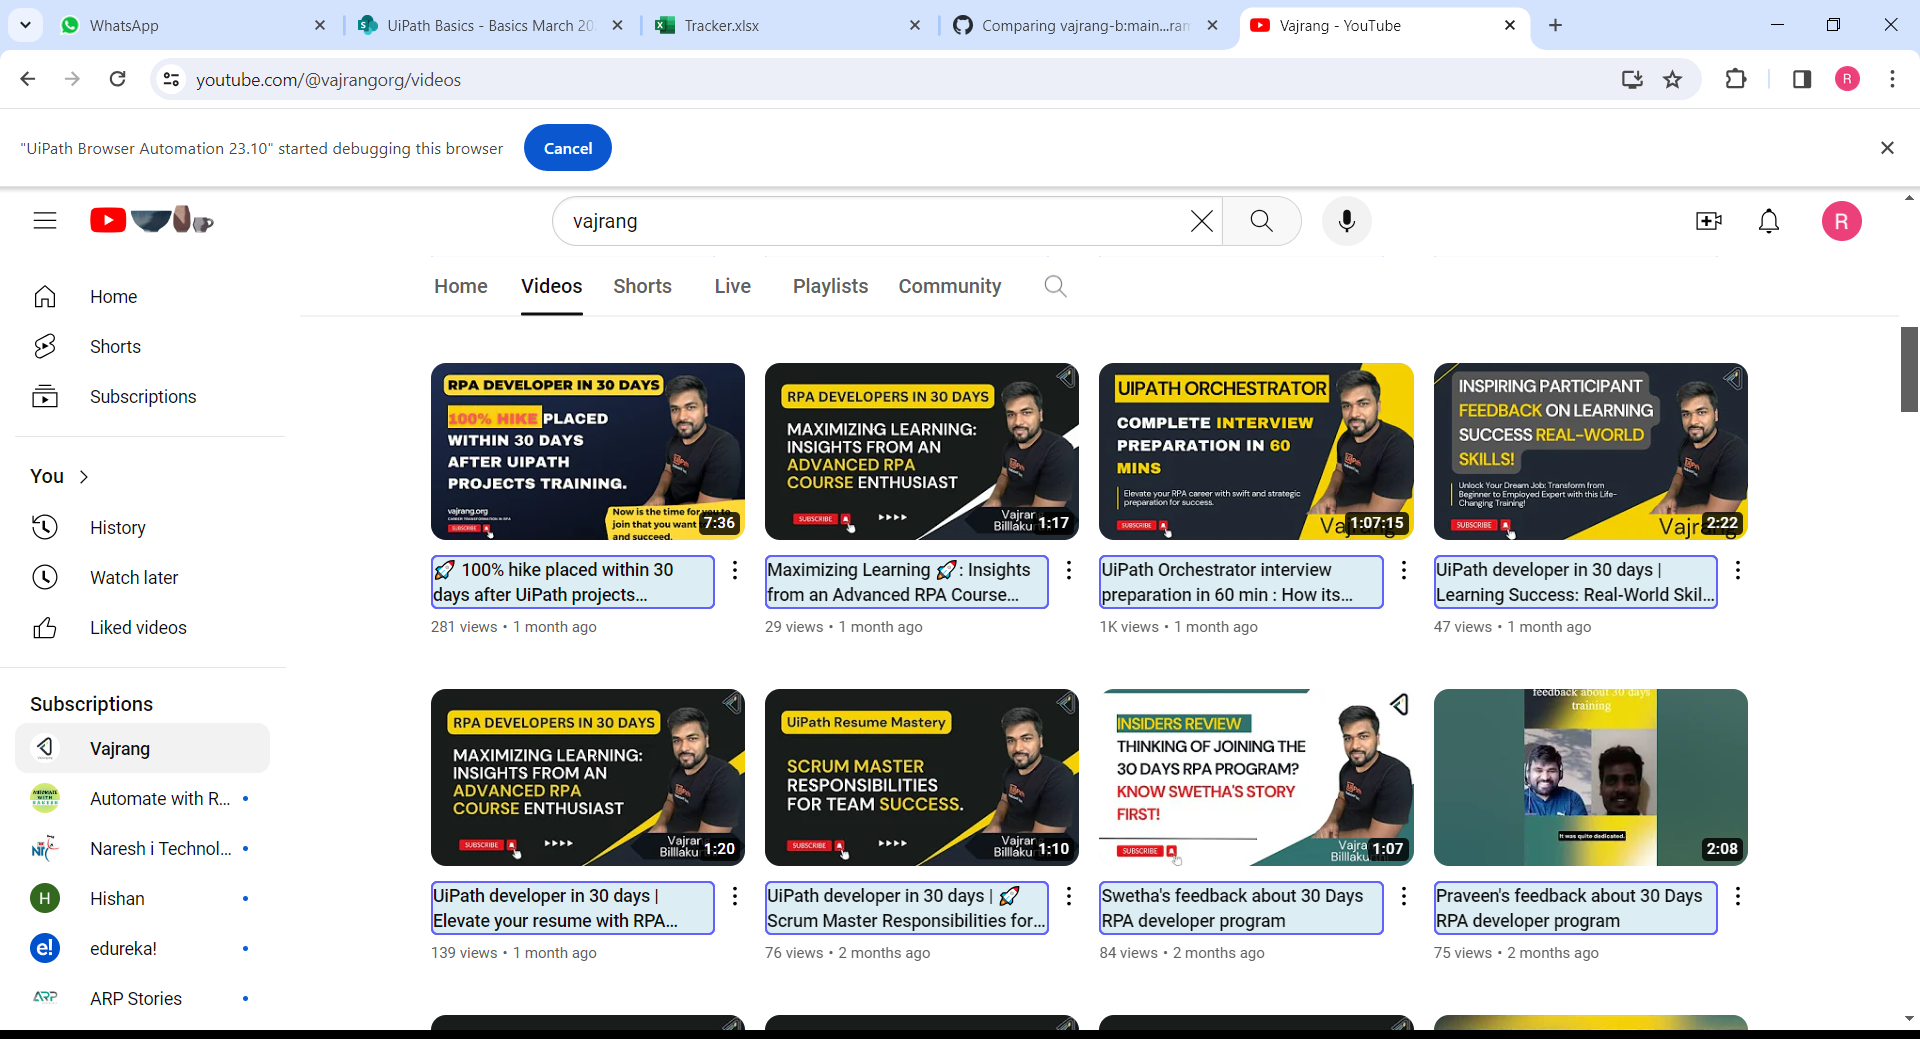 WhatsApp
UiPath Basics - Basics March 20
Tracker.xlsx
Comparing vajrang-b:main...ran
Vajrang - YouTube
youtube.com/@vajrangorg/videos
R
"UiPath Browser Automation 23.10" started debugging this browser
Cancel
vajrang
R
Home
Videos
Shorts
Live
Playlists
Community
Home
Shorts
Subscriptions
You
History
Watch later
Liked videos
Subscriptions
Vajrang
Automate with R...
Naresh i Technol...
H
Hishan
e!
edureka!
ARP
ARP Stories
RPA DEVELOPER IN 30 DAYS
100% HIKE PLACED
WITHIN 30 DAYS
AFTER UIPATH
PROJECTS TRAINING.
vajrang.org
CAREER TRANSFORMATION IN RPA
SUBSCRIBE
Now is the time for you to
join that you want
and succeed.
7:36
🚀 100% hike placed within 30
days after UiPath projects...
281 views • 1 month ago
RPA DEVELOPERS IN 30 DAYS
MAXIMIZING LEARNING:
INSIGHTS FROM AN
ADVANCED RPA
COURSE ENTHUSIAST
SUBSCRIBE
Vajran
Billlaku
1:17
Maximizing Learning 🚀: Insights
from an Advanced RPA Course...
29 views • 1 month ago
UIPATH ORCHESTRATOR
COMPLETE INTERVIEW
PREPARATION IN 60
MINS
Elevate your RPA career with swift and strategic
preparation for success.
SUBSCRIBE
Vajrang
1:07:15
UiPath Orchestrator interview
preparation in 60 min : How its...
1K views • 1 month ago
INSPIRING PARTICIPANT
FEEDBACK ON LEARNING
SUCCESS REAL-WORLD
SKILLS!
Unlock Your Dream Job: Transform from
Beginner to Employed Expert with this Life-
Changing Training!
SUBSCRIBE
Vajrang
2:22
UiPath developer in 30 days |
Learning Success: Real-World Skil...
47 views • 1 month ago
RPA DEVELOPERS IN 30 DAYS
MAXIMIZING LEARNING:
INSIGHTS FROM AN
ADVANCED RPA
COURSE ENTHUSIAST
SUBSCRIBE
Vajran
Billlaku
1:20
UiPath developer in 30 days |
Elevate your resume with RPA...
139 views • 1 month ago
UiPath Resume Mastery
SCRUM MASTER
RESPONSIBILITIES
FOR TEAM SUCCESS.
SUBSCRIBE
Vajran
Billlaku
1:10
UiPath developer in 30 days | 🚀
Scrum Master Responsibilities for...
76 views • 2 months ago
INSIDERS REVIEW
THINKING OF JOINING THE
30 DAYS RPA PROGRAM?
KNOW SWETHA'S STORY
FIRST!
SUBSCRIBE
1:07
Swetha's feedback about 30 Days
RPA developer program
84 views • 2 months ago
feedback about 30 days
training
It was quite dedicated.
2:08
Praveen's feedback about 30 Days
RPA developer program
75 views • 2 months ago